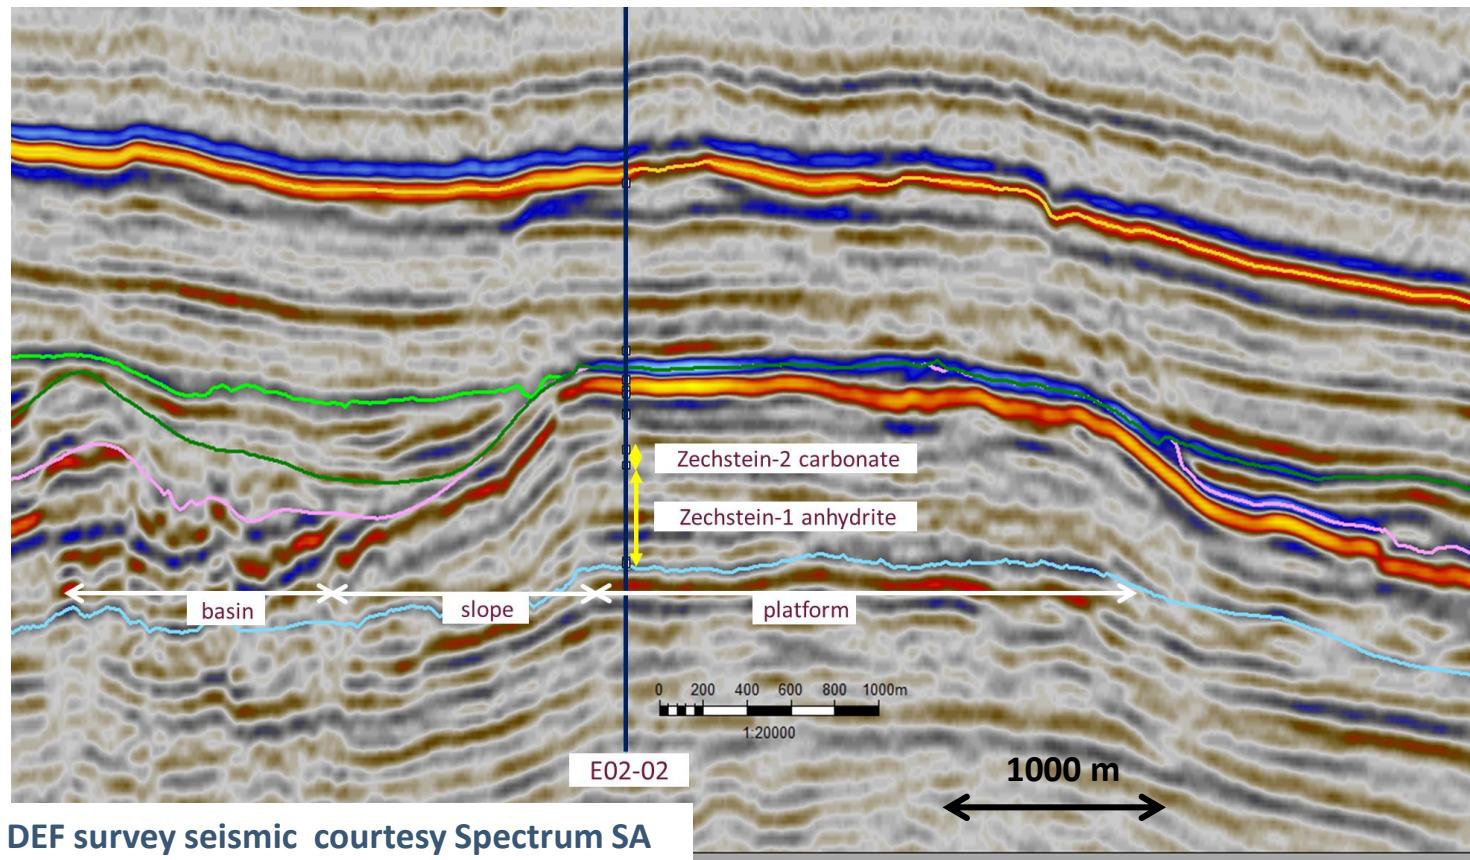 Zechstein-2 carbonate
Zechstein-1 anhydrite
basin
slope
platform
0 200 400 600 800 1000m
1:20000
E02-02
1000 m
DEF survey seismic courtesy Spectrum SA